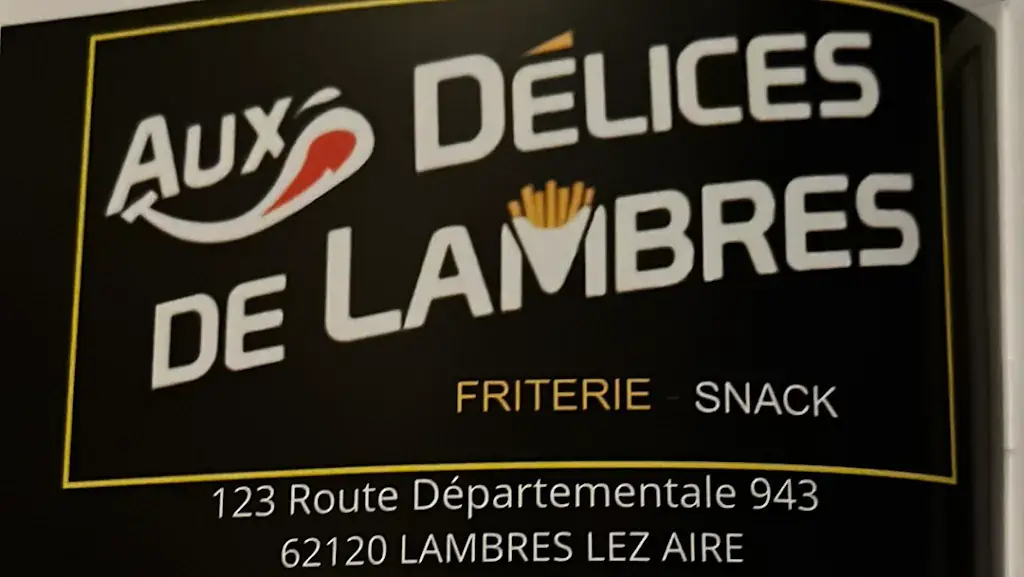 AUX DÉLICES
DE LAMBRES
FRITERIE - SNACK
123 Route Départementale 943
62120 LAMBRES LEZ AIRE